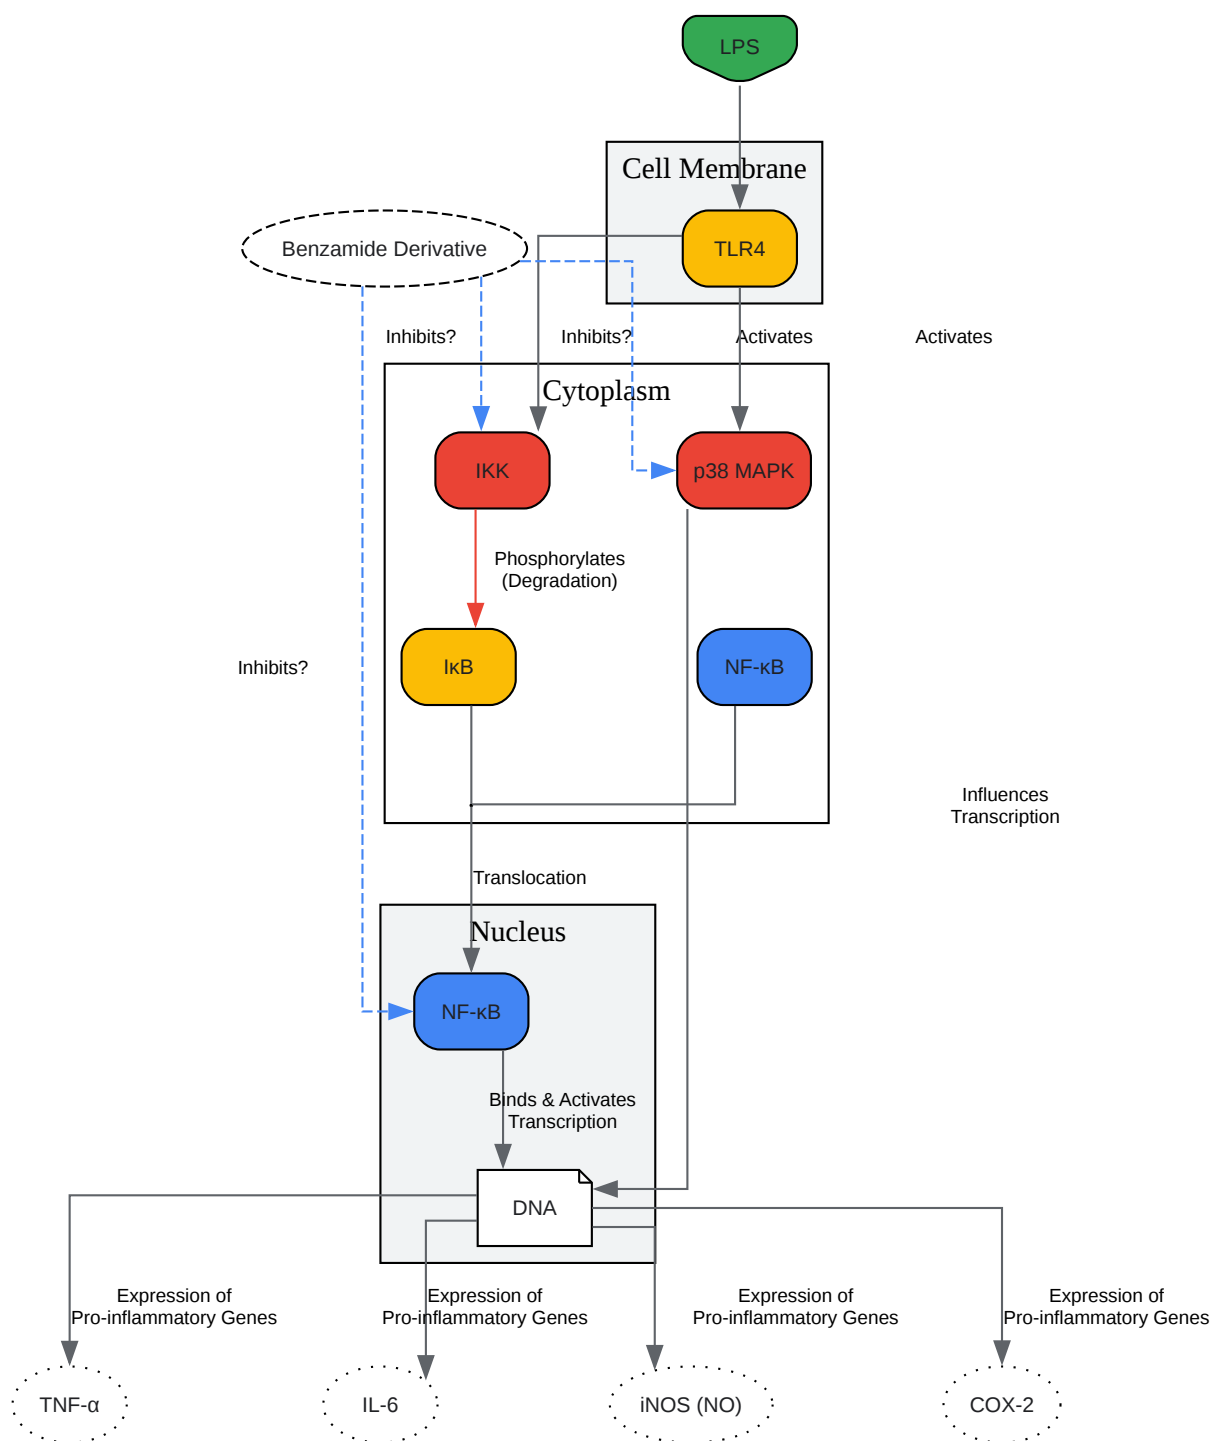 LPS
Cell Membrane
TLR4
Benzamide Derivative
Inhibits?
Inhibits?
Activates
Activates
Cytoplasm
IKK
p38 MAPK
Phosphorylates
(Degradation)
IκB
NF-κB
Inhibits?
Influences
Transcription
Translocation
Nucleus
NF-κB
Binds & Activates
Transcription
DNA
Expression of
Pro-inflammatory Genes
Expression of
Pro-inflammatory Genes
Expression of
Pro-inflammatory Genes
Expression of
Pro-inflammatory Genes
TNF-α
IL-6
iNOS (NO)
COX-2